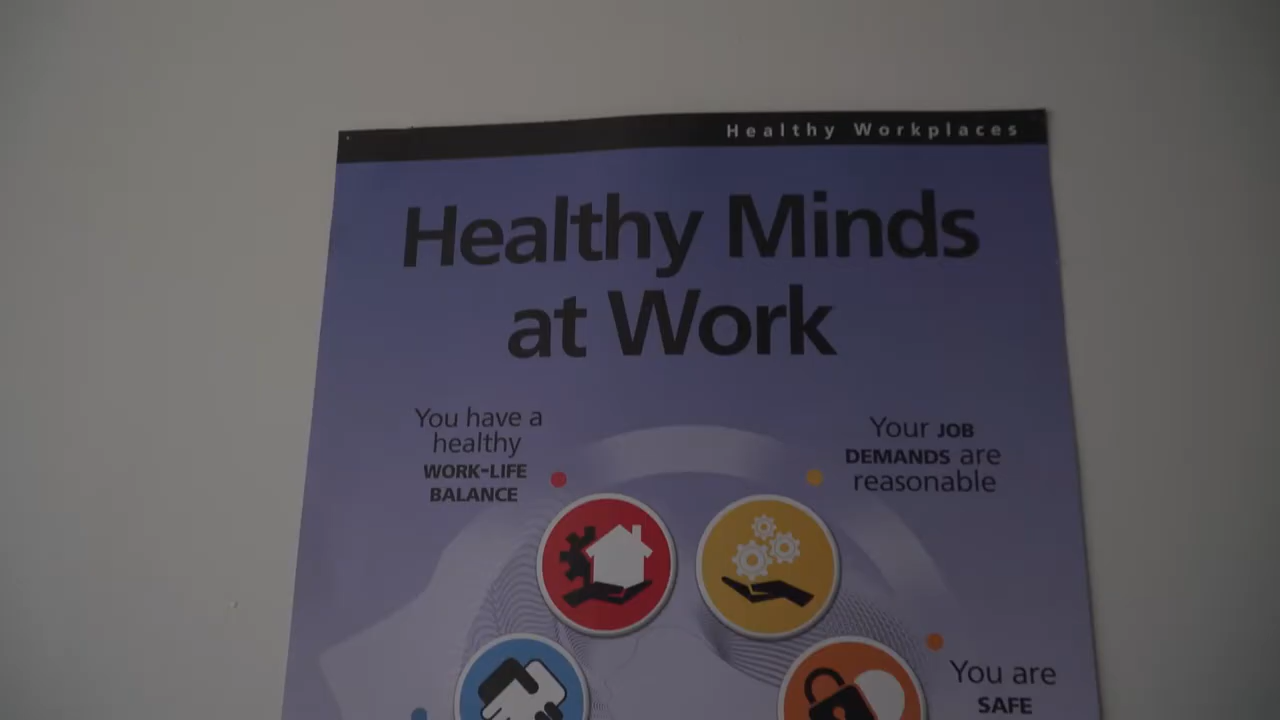 Healthy Workplaces
Healthy Minds
at Work
You have a
healthy
WORK-LIFE
BALANCE
Your JOB
DEMANDS are
reasonable
You are
SAFE